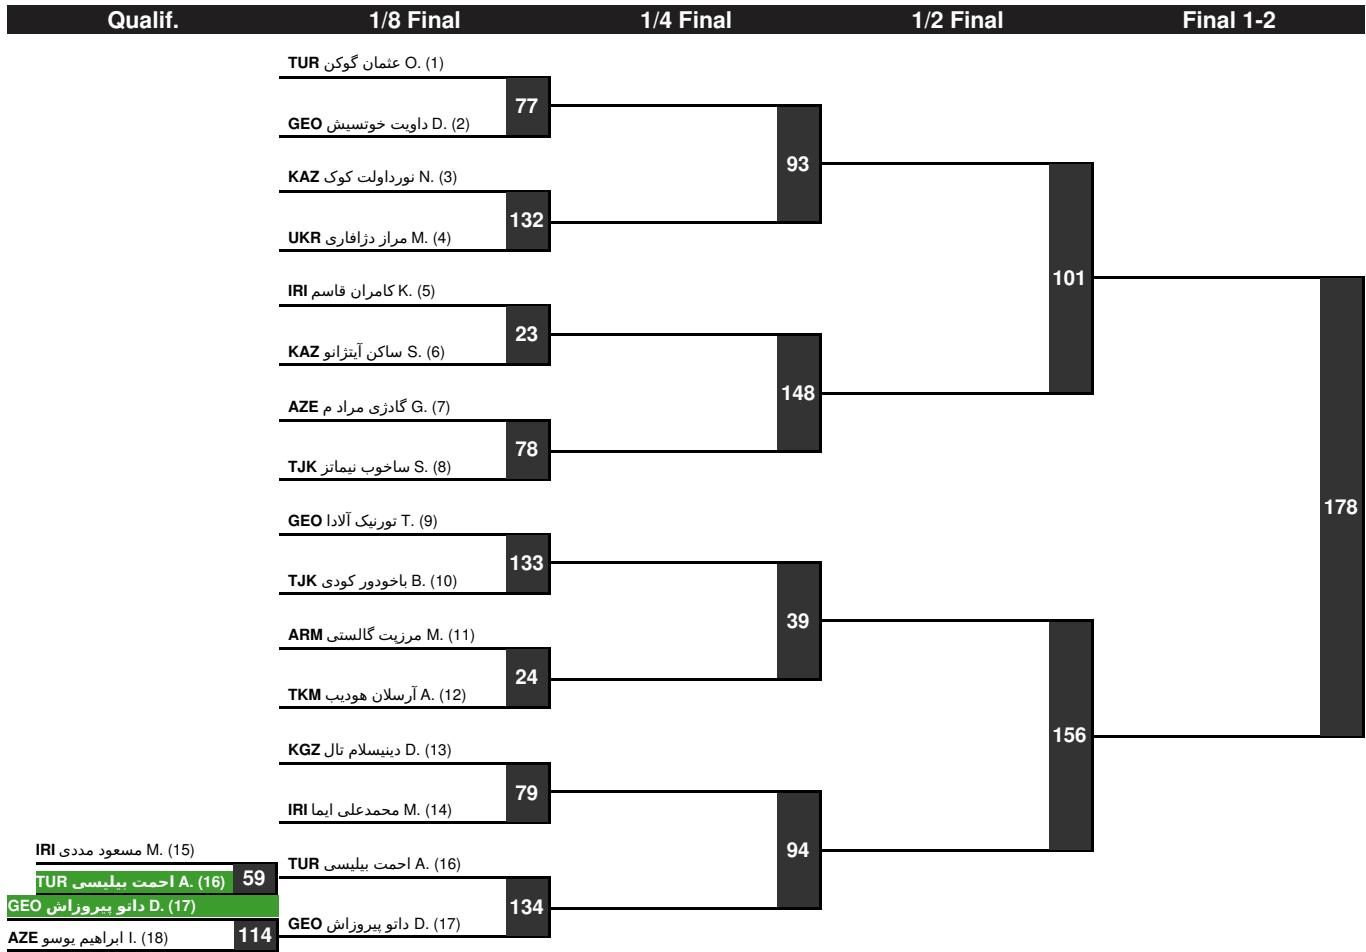 Qualif. 1/8 Final 1/4 Final 1/2 Final Final 1-2
TUR عثمان گوکن O. (1)
77
GEO داویت خوتسیش D. (2)
KAZ نورداولت کوک N. (3)
132
UKR مراز دژافاری M. (4)
IRI کامران قاسم K. (5)
23
KAZ ساکن آیتژانو S. (6)
AZE گادژی مراد م G. (7)
78
TJK ساخوب نیماتز S. (8)
GEO تورنیک آلادا T. (9)
133
TJK باخودور کودی B. (10)
ARM مرزپت گالستی M. (11)
24
TKM آرسلان هودیب A. (12)
KGZ دینیسلام تال D. (13)
79
IRI محمدعلی ایما M. (14)
TUR احمت بیلیسی A. (16)
134
GEO داتو پیروزاش D. (17)
IRI مسعود مددی M. (15)
59
TUR احمت بیلیسی A. (16)
GEO داتو پیروزاش D. (17)
114
AZE ابراهیم یوسو I. (18)
93
148
39
94
101
156
178